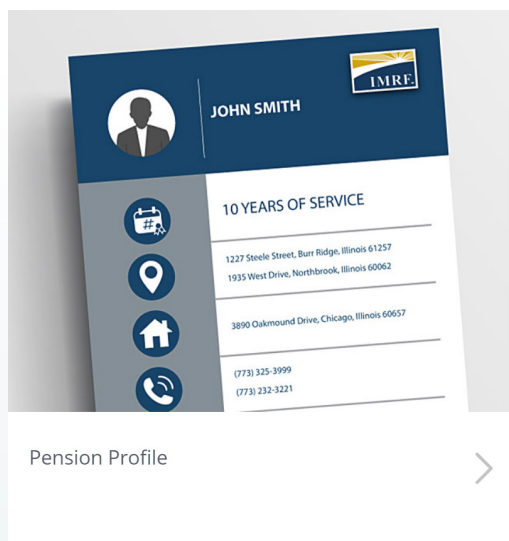 IMRF.
JOHN SMITH
#
10 YEARS OF SERVICE
1227 Steele Street, Burr Ridge, Illinois 61257
1935 West Drive, Northbrook, Illinois 60062
3890 Oakmound Drive, Chicago, Illinois 60657
(773) 325-3999
(773) 232-3221
Pension Profile